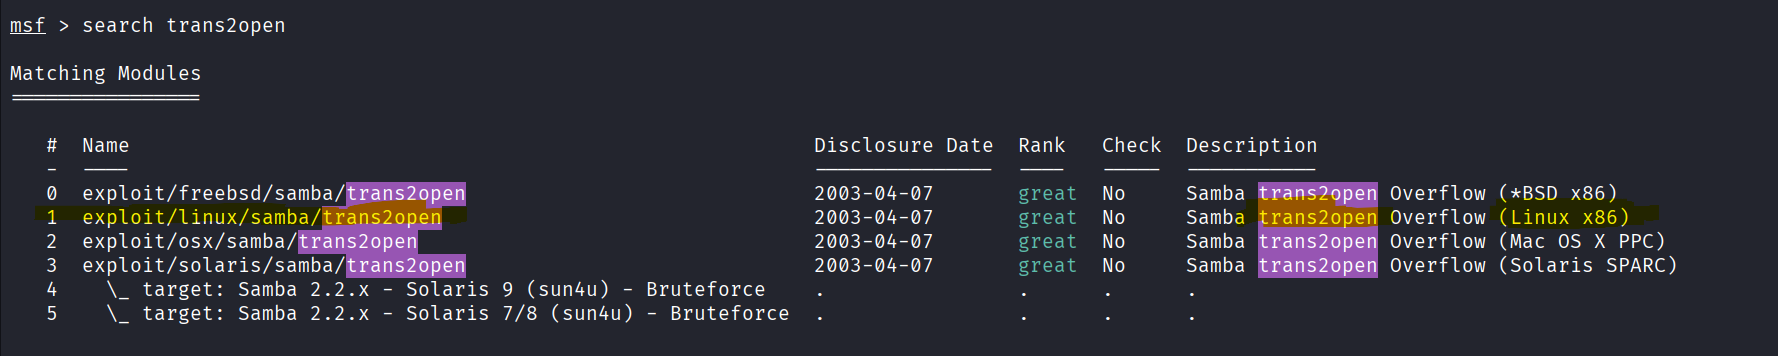 msf > search trans2open
Matching Modules
================
#  Name  Disclosure Date  Rank  Check  Description
-  ----  ---------------  ----  -----  -----------
0  exploit/freebsd/samba/trans2open  2003-04-07  great  No  Samba trans2open Overflow (*BSD x86)
1  exploit/linux/samba/trans2open  2003-04-07  great  No  Samba trans2open Overflow (Linux x86)
2  exploit/osx/samba/trans2open  2003-04-07  great  No  Samba trans2open Overflow (Mac OS X PPC)
3  exploit/solaris/samba/trans2open  2003-04-07  great  No  Samba trans2open Overflow (Solaris SPARC)
4  \_ target: Samba 2.2.x - Solaris 9 (sun4u) - Bruteforce  .  .  .  .
5  \_ target: Samba 2.2.x - Solaris 7/8 (sun4u) - Bruteforce  .  .  .  .